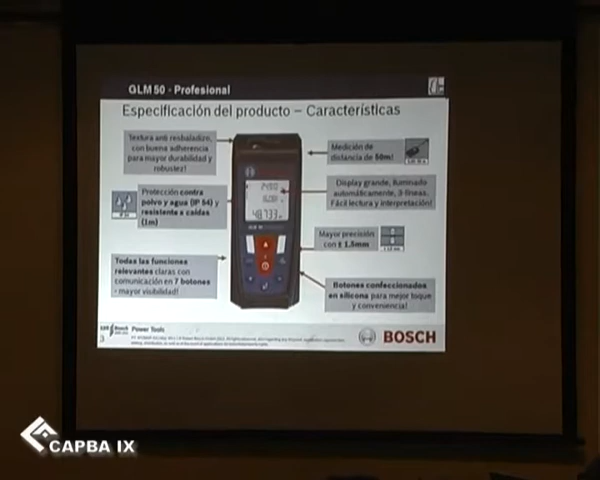 GLM 50 - Profesional
Especificación del producto – Características
Textura anti resbaladizo,
con buena adherencia
para mayor durabilidad y
robustez!
Medición de
distancia de 50m!
Protección contra
polvo y agua (IP 54) y
resistente a caídas
(1m)
Display grande, iluminado
automáticamente, 3-líneas.
Fácil lectura y interpretación!
Mayor precisión
con ± 1.5mm
Todas las funciones
relevantes claras con
comunicación en 7 botones
- mayor visibilidad!
Botones confeccionados
en silicona para mejor toque
y conveniencia!
Power Tools
BOSCH
CAPBA IX